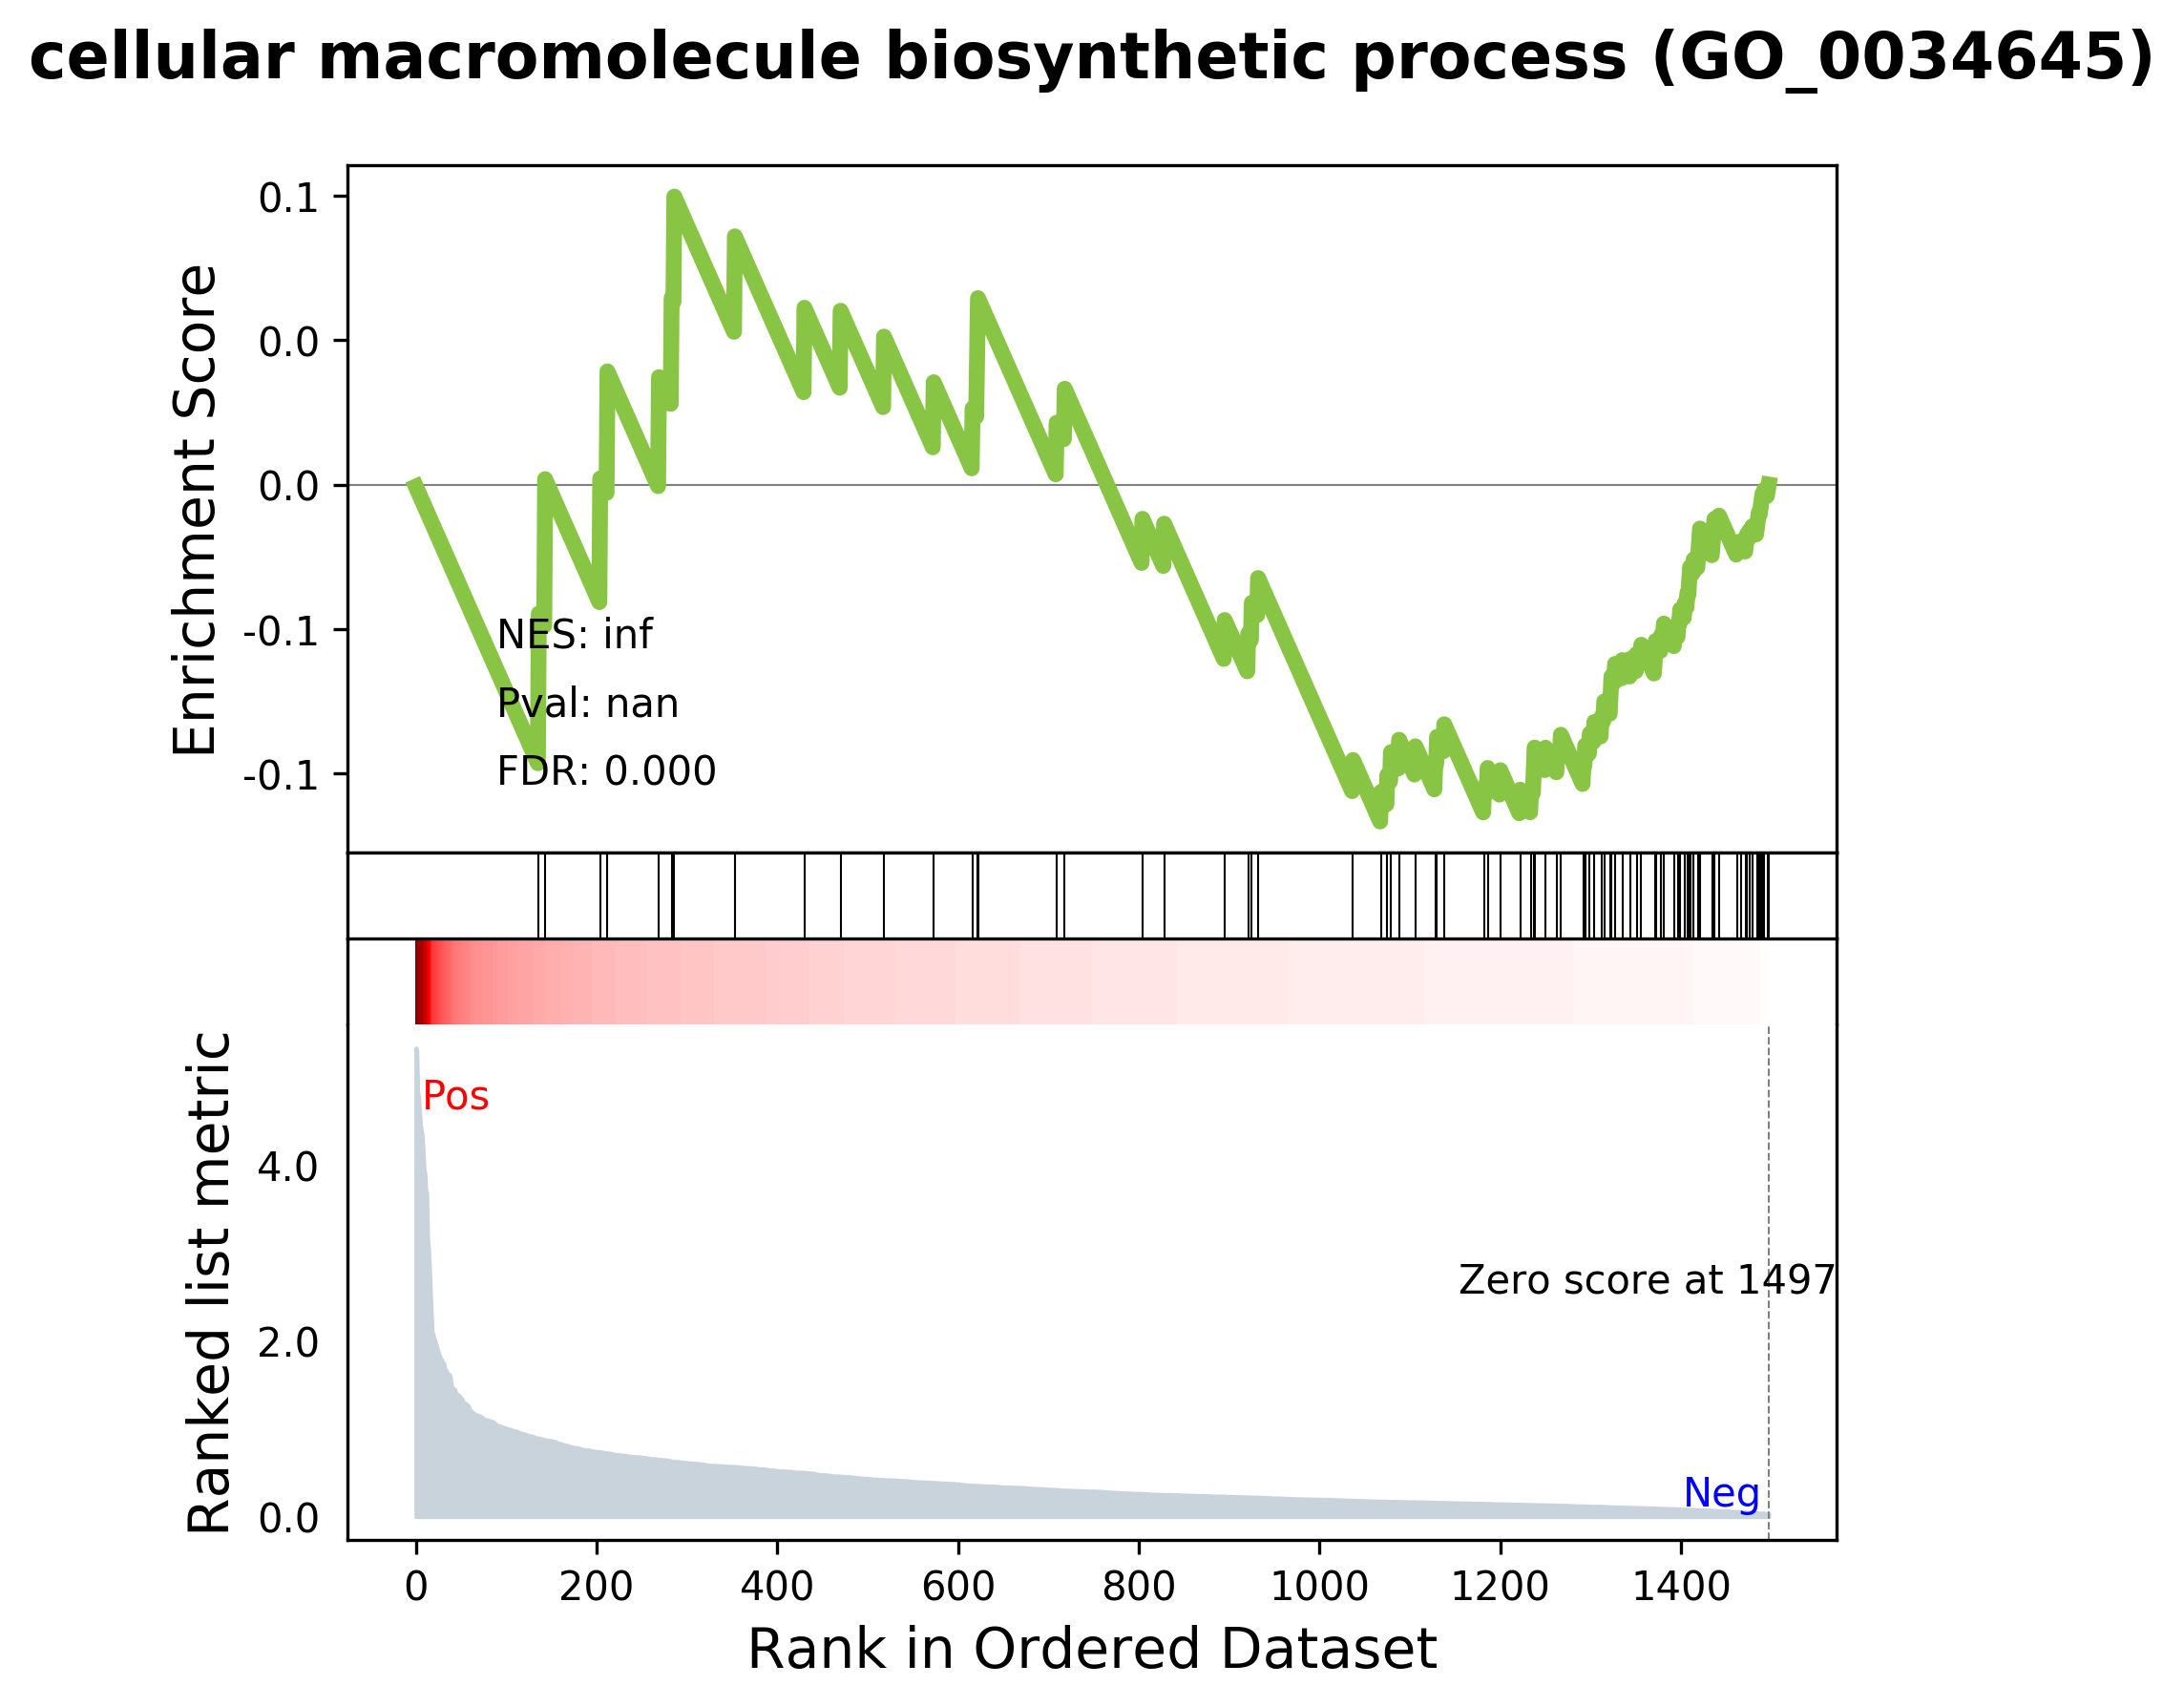 cellular macromolecule biosynthetic process (GO_0034645)
Enrichment Score
0.1
0.0
0.0
-0.1
-0.1
NES: inf
Pval: nan
FDR: 0.000
Ranked list metric
Pos
4.0
2.0
0.0
Zero score at 1497
Neg
0 200 400 600 800 1000 1200 1400
Rank in Ordered Dataset